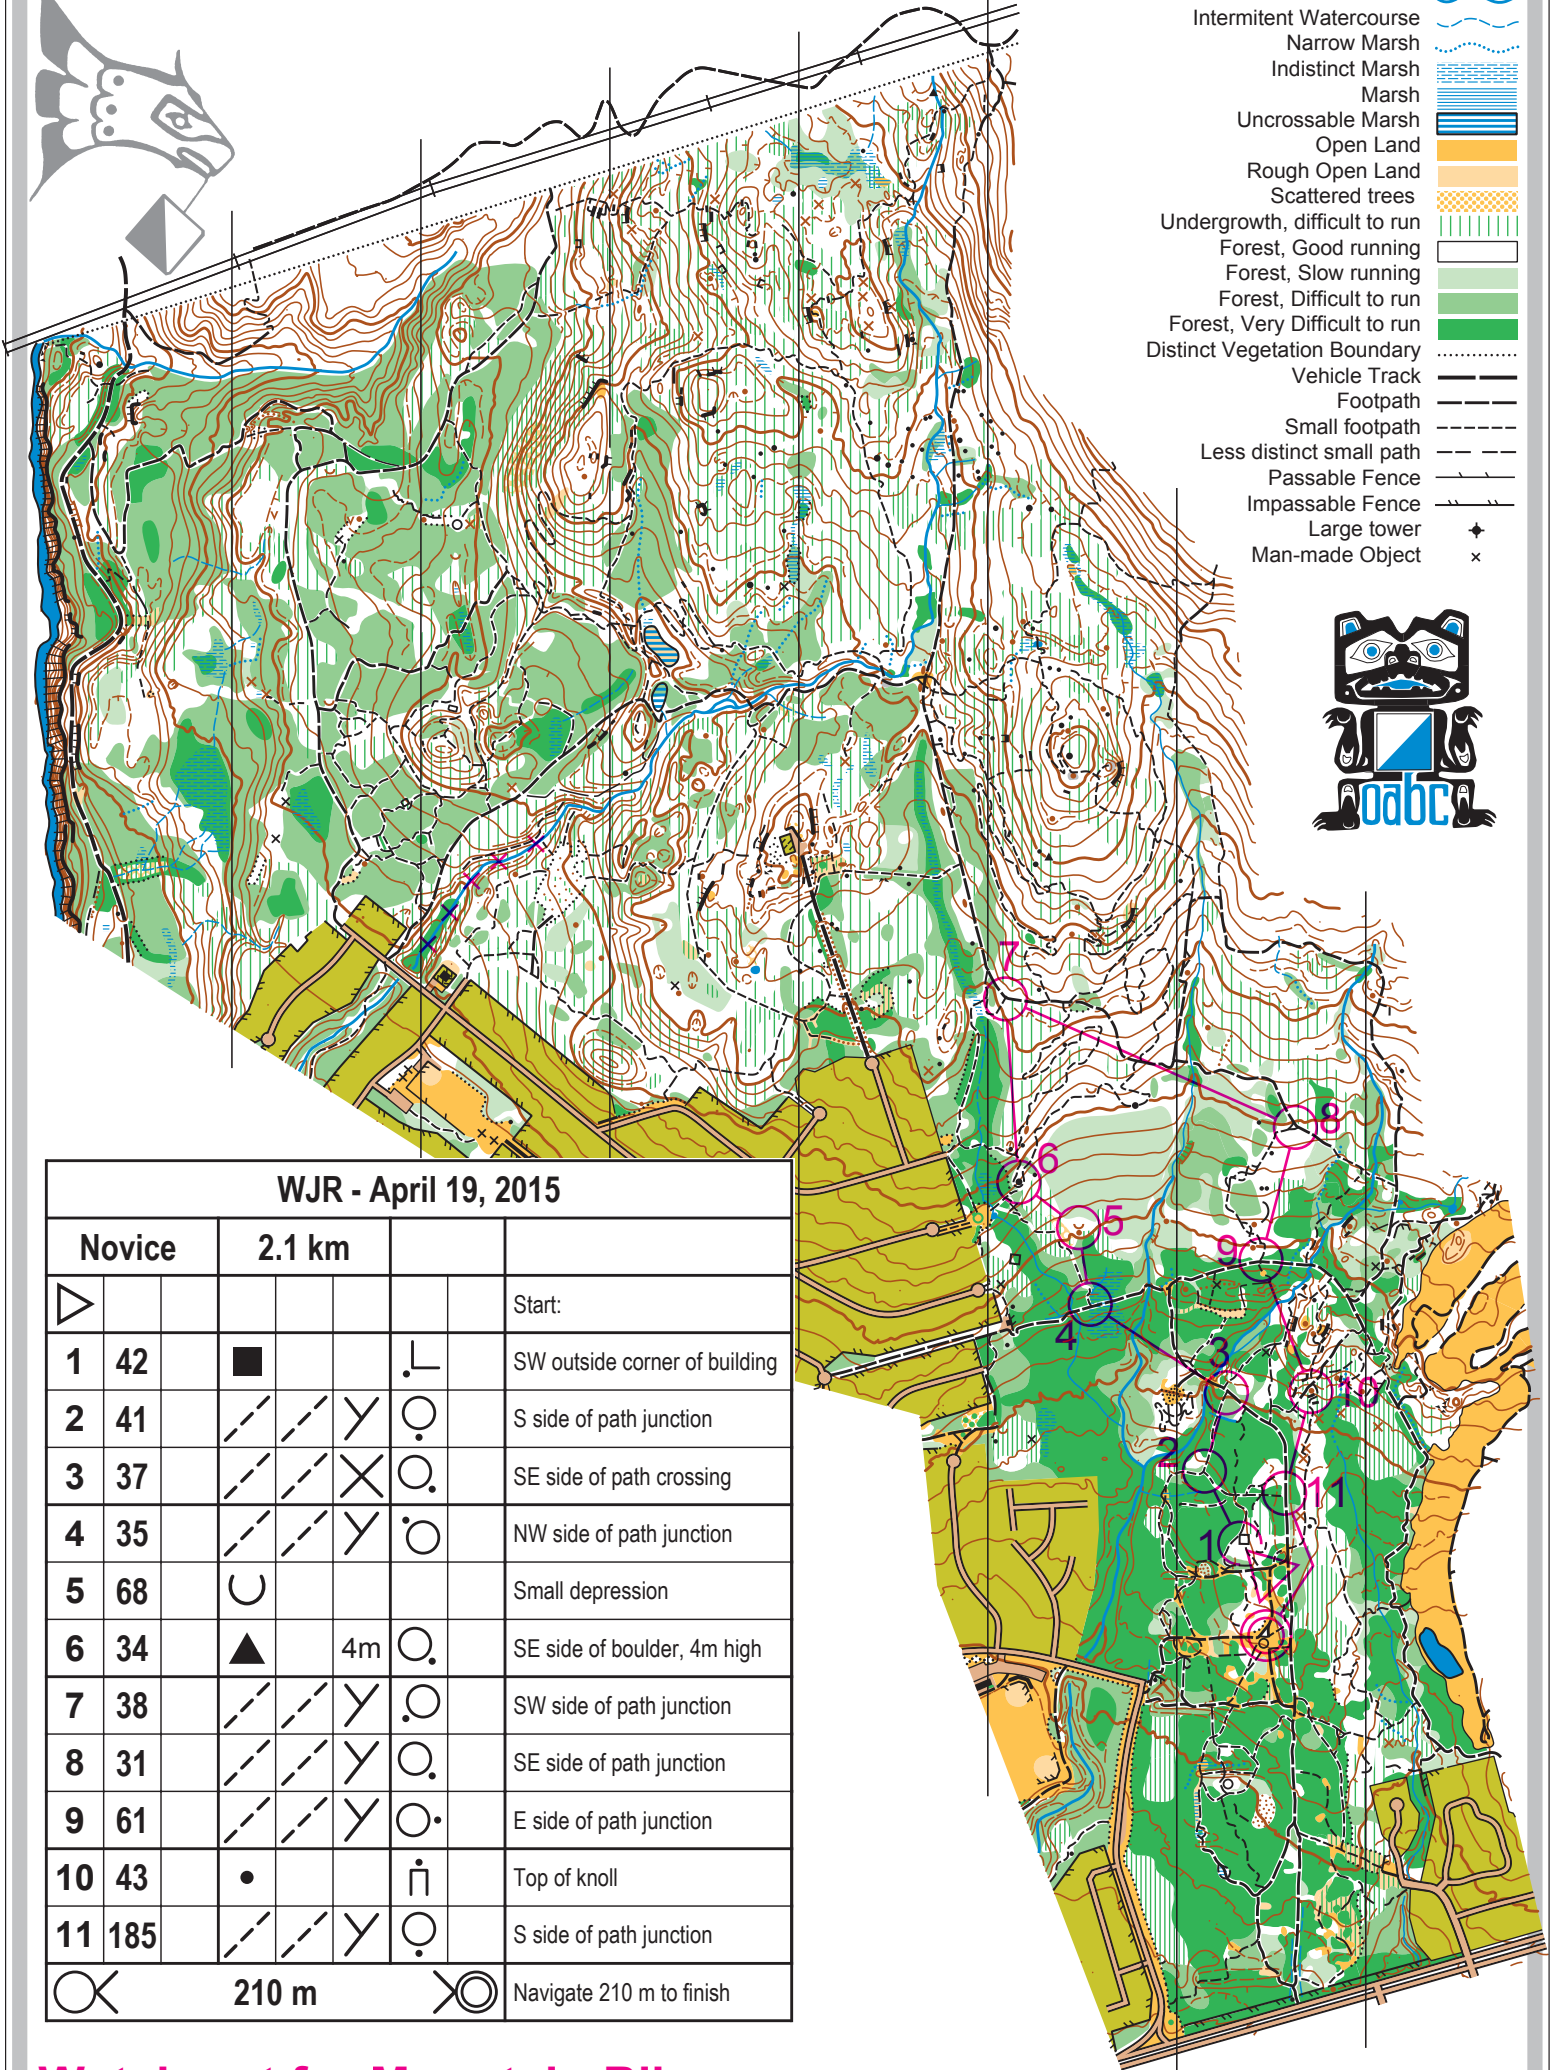 Intermitent Watercourse
Narrow Marsh
Indistinct Marsh
Marsh
Uncrossable Marsh
Open Land
Rough Open Land
Scattered trees
Undergrowth, difficult to run
Forest, Good running
Forest, Slow running
Forest, Difficult to run
Forest, Very Difficult to run
Distinct Vegetation Boundary
Vehicle Track
Footpath
Small footpath
Less distinct small path
Passable Fence
Impassable Fence
Large tower
Man-made Object
oabc
7
8
6
5
9
4
3
10
2
11
1
WJR - April 19, 2015
Novice 2.1 km
Start:
1 42 SW outside corner of building
2 41 S side of path junction
3 37 SE side of path crossing
4 35 NW side of path junction
5 68 Small depression
6 34 4m SE side of boulder, 4m high
7 38 SW side of path junction
8 31 SE side of path junction
9 61 E side of path junction
10 43 Top of knoll
11 185 S side of path junction
210 m Navigate 210 m to finish